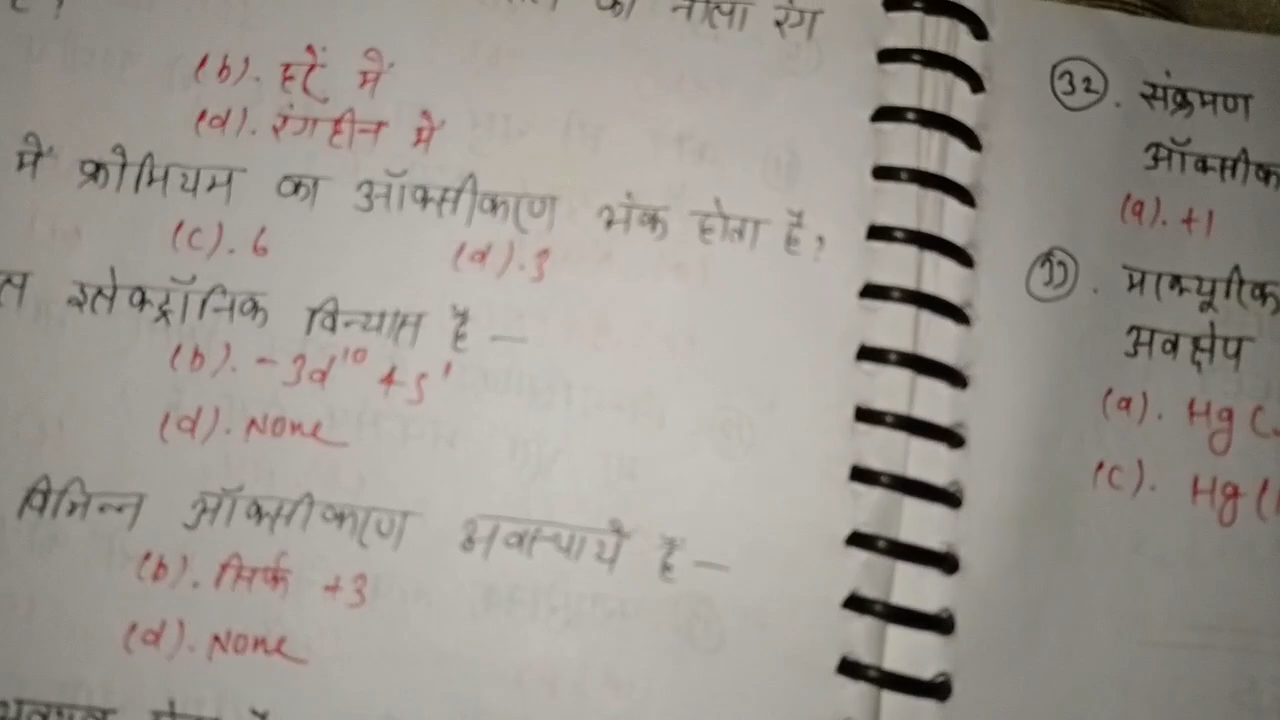 का नीला रंग
(b). हरे में
(d). रंगहीन में
में क्रोमियम का ऑक्सीकरण अंक होता है?
(c). 6 (d). 3
इलेक्ट्रॉनिक विन्यास है –
(b). - 3d¹⁰ 4s¹
(d). None
विभिन्न ऑक्सीकरण अवस्थायें हैं –
(b). सिर्फ +3
(d). None
(32). संक्रमण
ऑक्सीक
(a). +1
(33). मरक्यूरिक
अवक्षेप
(a). Hg C
(c). Hg (